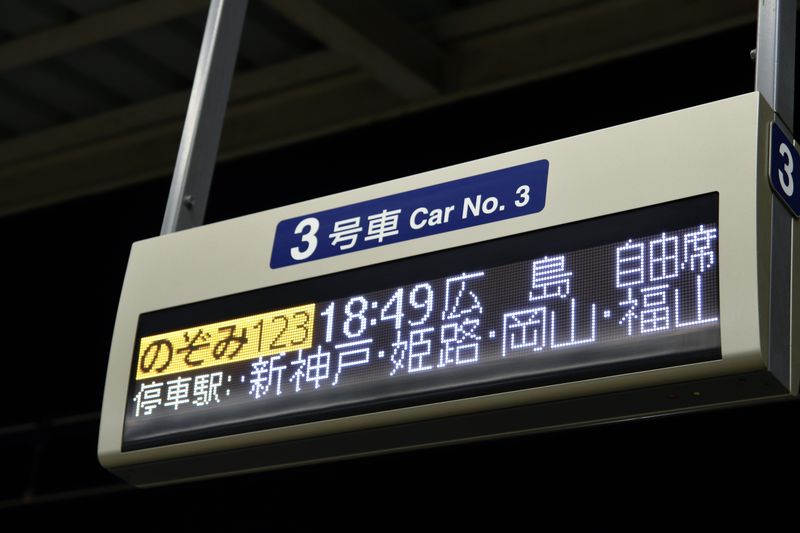 3号車 Car No. 3
3
のぞみ123 18:49 広島 自由席
停車駅:・新神戸・姫路・岡山・福山